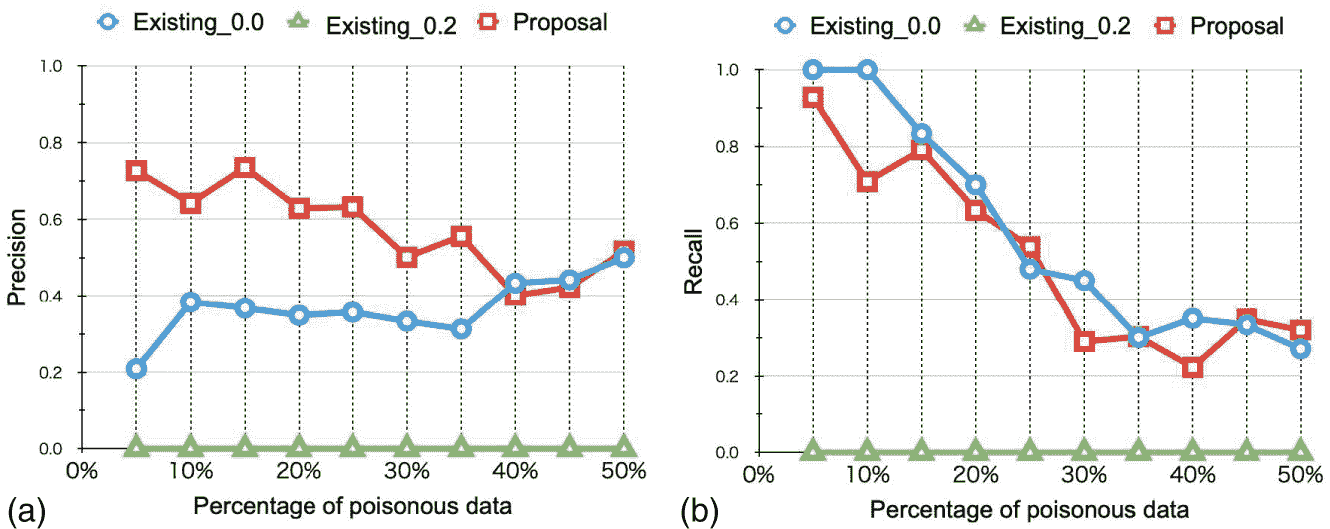 Existing_0.0 Existing_0.2 Proposal
1.0
0.8
0.6
0.4
0.2
0.0
Precision
0% 10% 20% 30% 40% 50%
Percentage of poisonous data
(a)
Existing_0.0 Existing_0.2 Proposal
1.0
0.8
0.6
0.4
0.2
0.0
Recall
0% 10% 20% 30% 40% 50%
Percentage of poisonous data
(b)